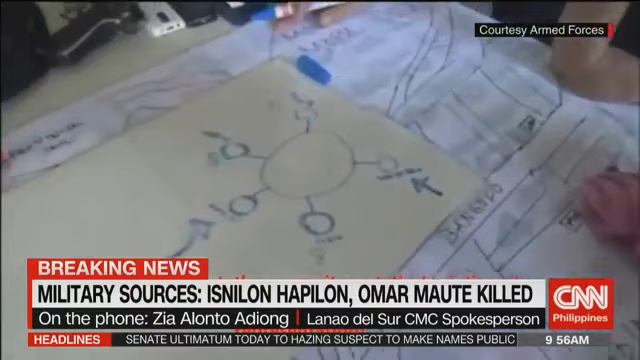 Courtesy Armed Forces
BANGOLO
BREAKING NEWS
MILITARY SOURCES: ISNILON HAPILON, OMAR MAUTE KILLED
On the phone: Zia Alonto Adiong | Lanao del Sur CMC Spokesperson
CNN
Philippines
HEADLINES SENATE ULTIMATUM TODAY TO HAZING SUSPECT TO MAKE NAMES PUBLIC 9:56AM